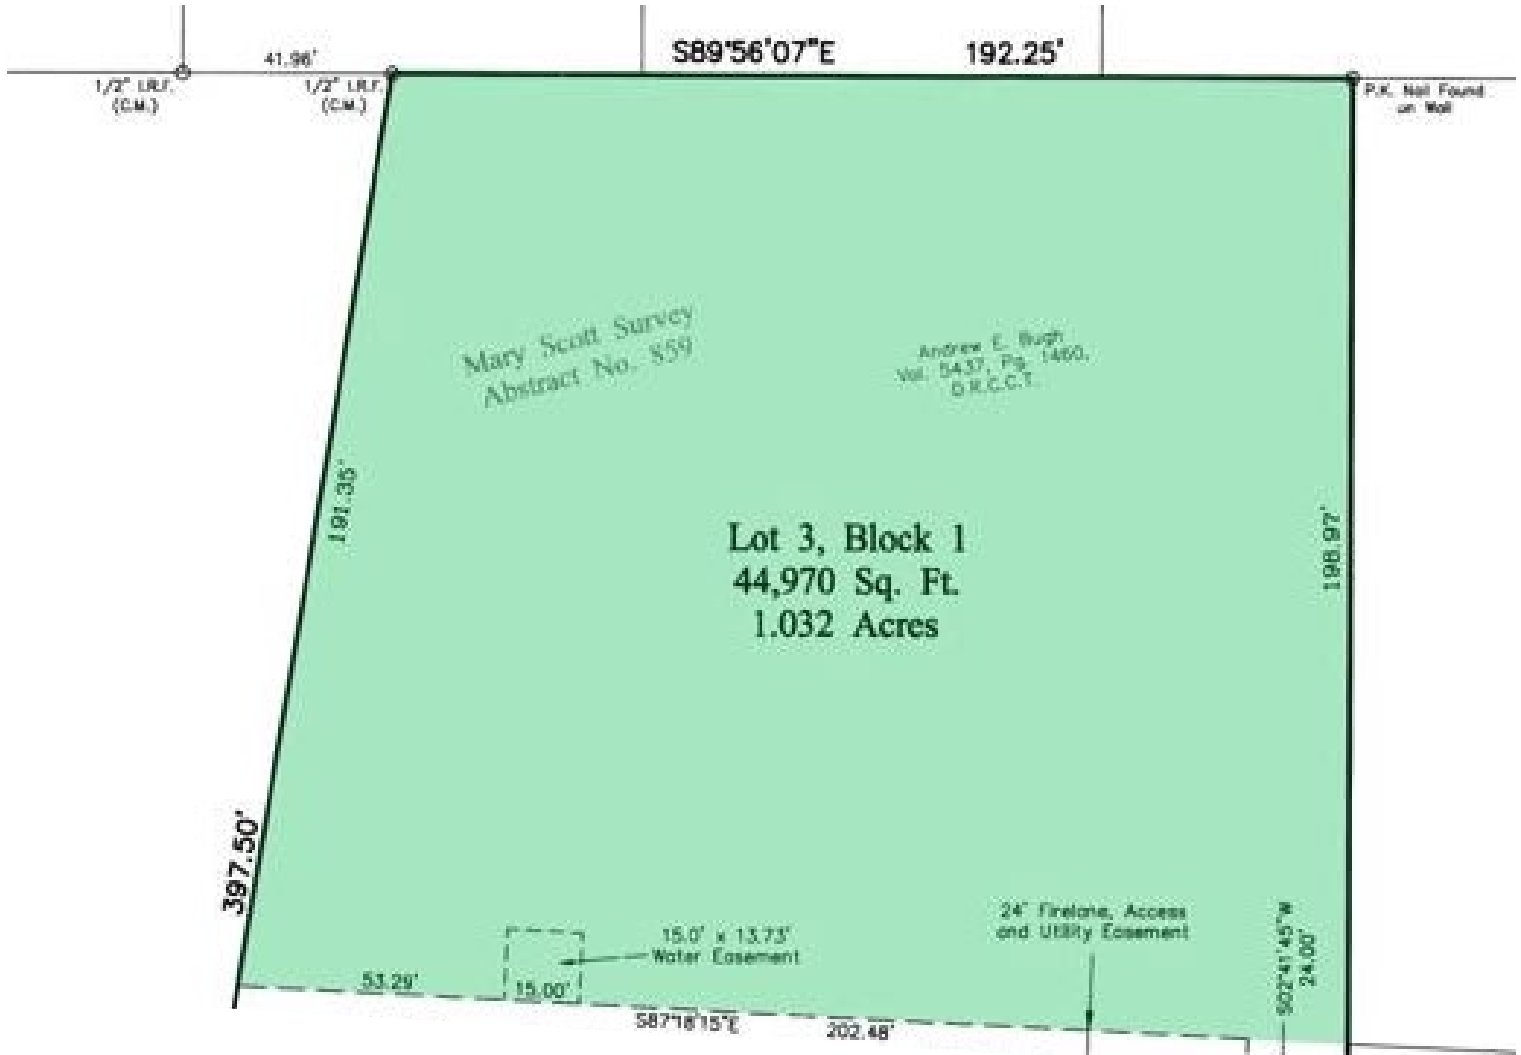 41.96'
S89°56'07"E 192.25'
1/2" I.R.F.
(C.M.)
1/2" I.R.F.
(C.M.)
P.K. Nail Found
on Wall
Mary Scott Survey
Abstract No. 859
Andrew E. Bugh
Vol. 5437, Pg. 1460,
D.R.C.C.T.
191.35'
Lot 3, Block 1
44,970 Sq. Ft.
1.032 Acres
198.97'
397.50'
15.0' x 13.73'
Water Easement
24' Firelane, Access
and Utility Easement
S02°41'45"W
24.00'
53.29'
15.00'
S87°18'15"E 202.48'